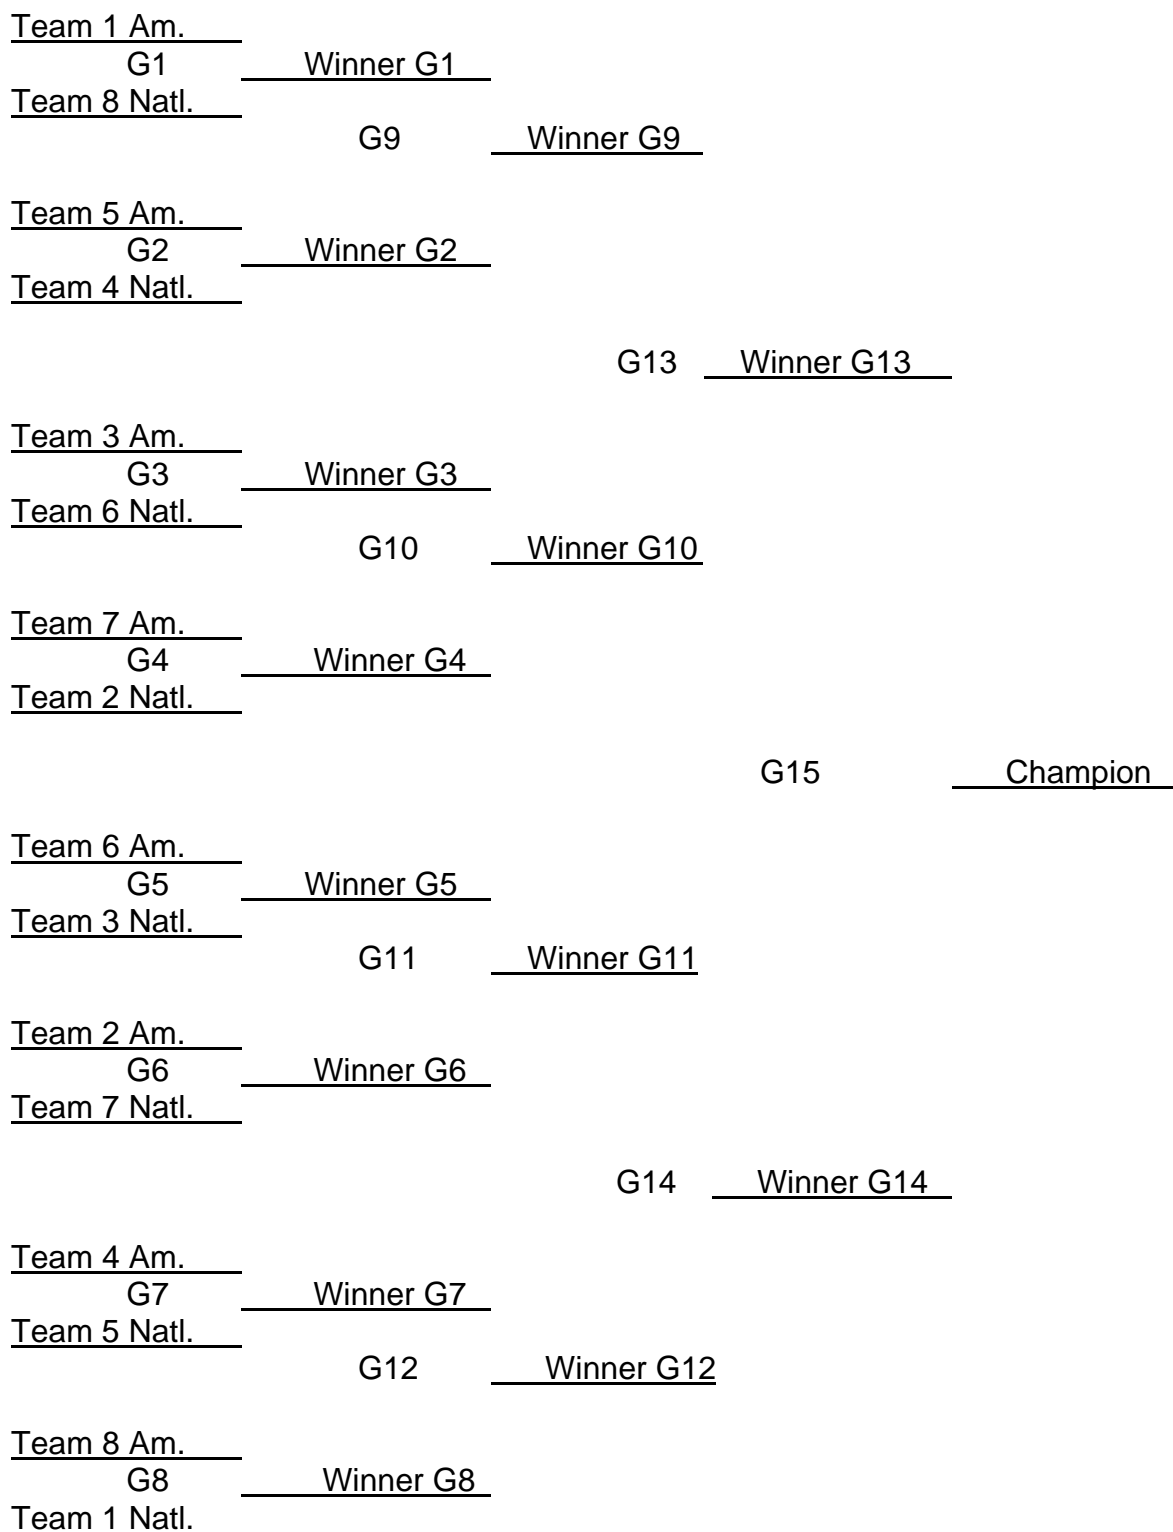 Team 1 Am.
G1 Winner G1
Team 8 Natl.
G9 Winner G9
Team 5 Am.
G2 Winner G2
Team 4 Natl.
G13 Winner G13
Team 3 Am.
G3 Winner G3
Team 6 Natl.
G10 Winner G10
Team 7 Am.
G4 Winner G4
Team 2 Natl.
G15 Champion
Team 6 Am.
G5 Winner G5
Team 3 Natl.
G11 Winner G11
Team 2 Am.
G6 Winner G6
Team 7 Natl.
G14 Winner G14
Team 4 Am.
G7 Winner G7
Team 5 Natl.
G12 Winner G12
Team 8 Am.
G8 Winner G8
Team 1 Natl.